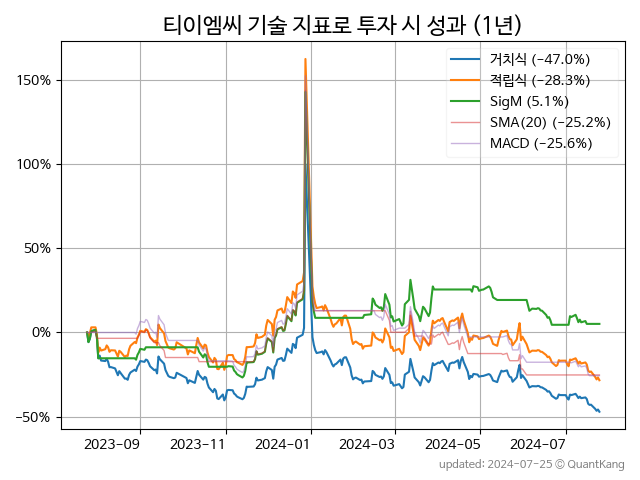 티이엠씨 기술 지표로 투자 시 성과 (1년)
거치식 (−47.0%)
적립식 (−28.3%)
SigM (5.1%)
SMA(20) (−25.2%)
MACD (−25.6%)
150%
100%
50%
0%
−50%
2023-09 2023-11 2024-01 2024-03 2024-05 2024-07
updated: 2024-07-25 © QuantKang